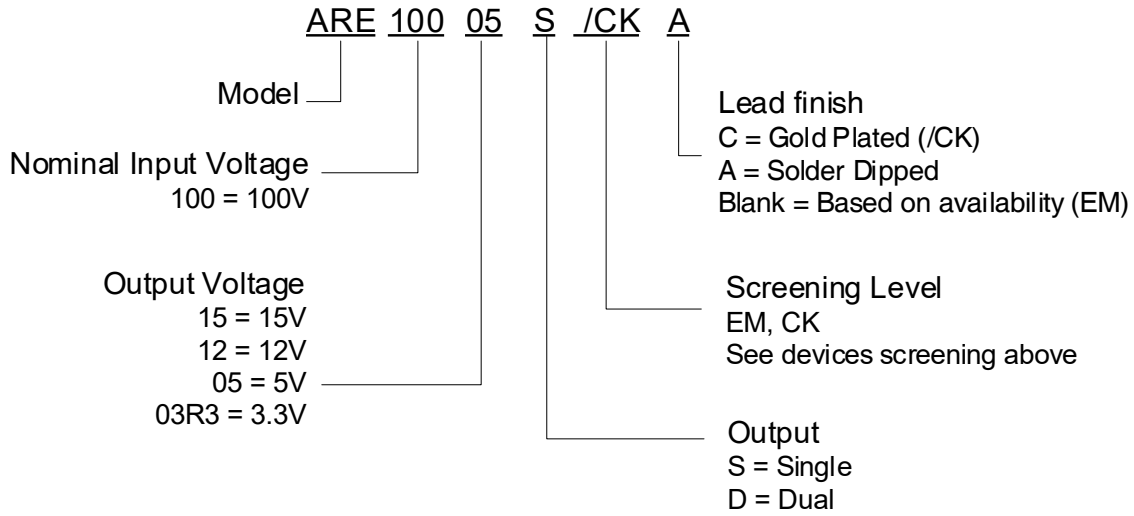 ARE 100 05 S /CK A
Model
Nominal Input Voltage
100 = 100V
Output Voltage
15 = 15V
12 = 12V
05 = 5V
03R3 = 3.3V
Lead finish
C = Gold Plated (/CK)
A = Solder Dipped
Blank = Based on availability (EM)
Screening Level
EM, CK
See devices screening above
Output
S = Single
D = Dual